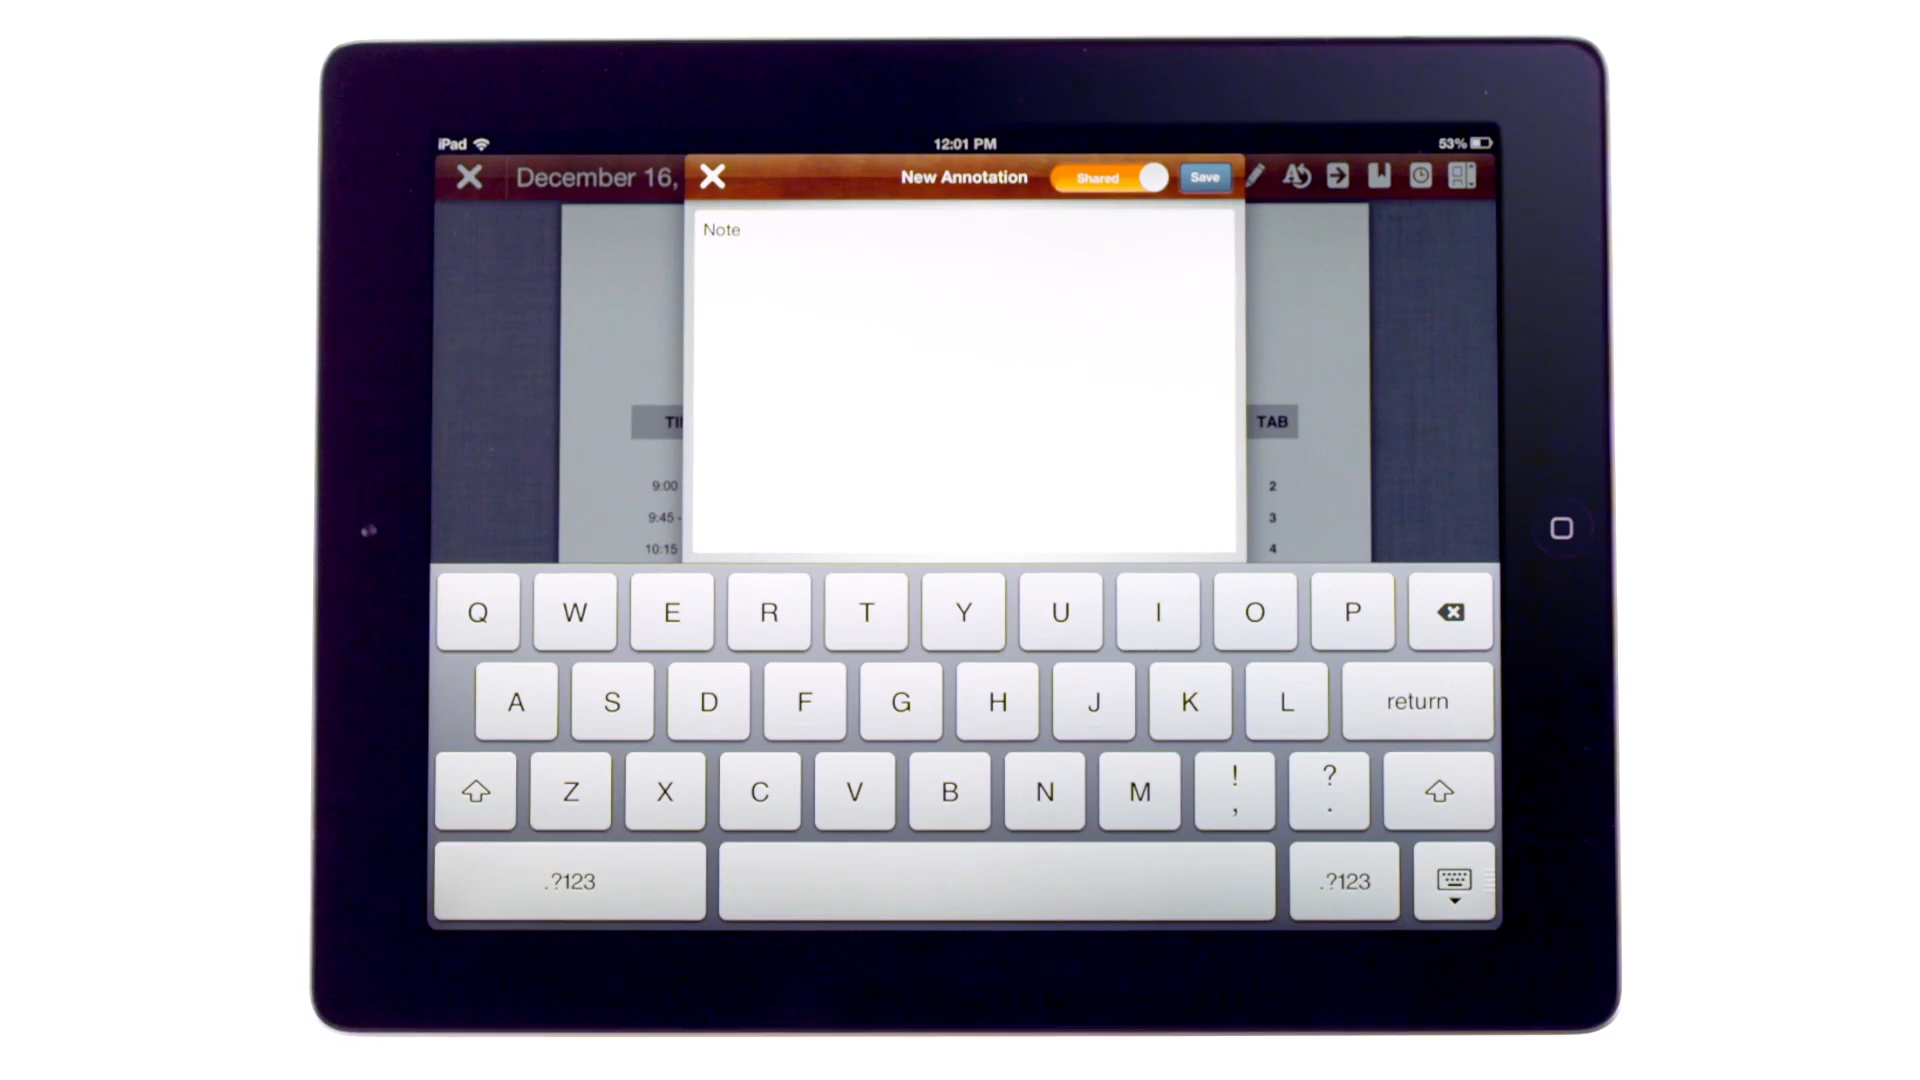 iPad 12:01 PM 53%
December 16, New Annotation Shared Save
Note
TAB
9:00 2
9:45 - 3
10:15 4
Q W E R T Y U I O P
A S D F G H J K L return
Z X C V B N M ! , ? .
.?123 .?123